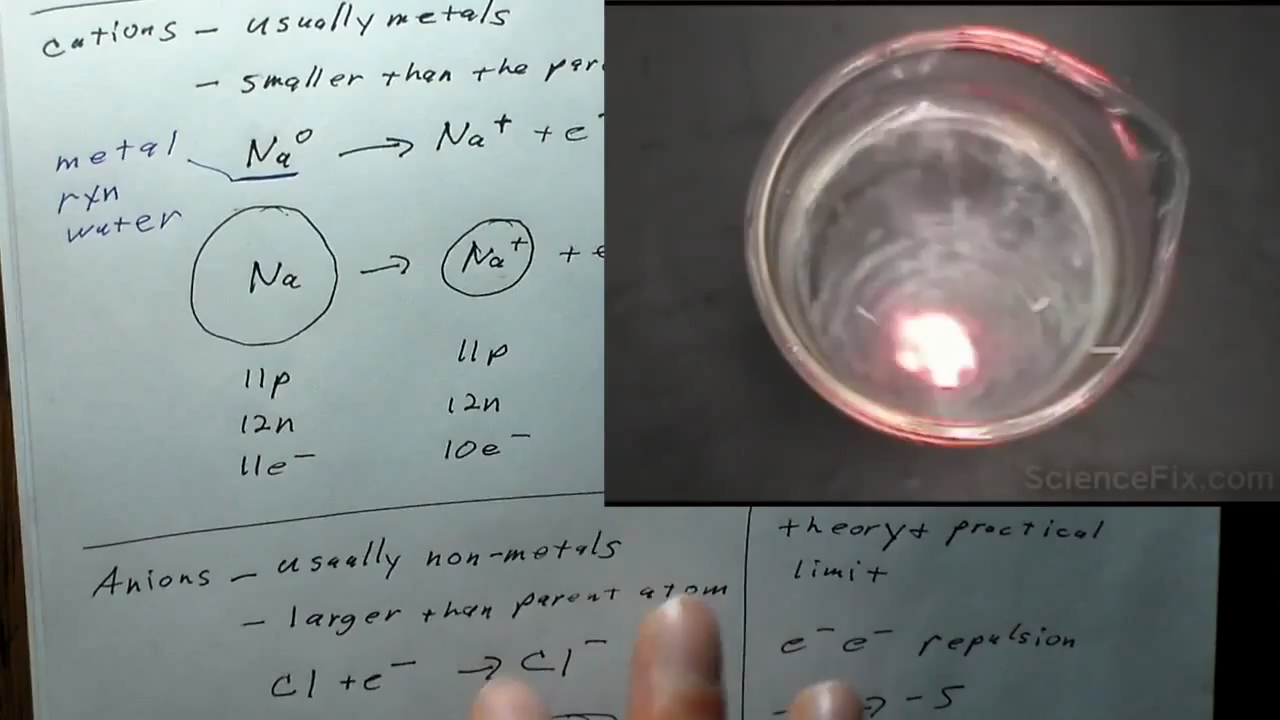 cations – usually metals
– smaller than the
metal
rxn
water
Na⁰ → Na⁺ + e⁻
Na → Na⁺ +
11p
12n
11e⁻
11p
12n
10e⁻
Anions – usually non-metals
– larger than parent atom
Cl + e⁻ → Cl⁻
theory + practical
limit
e⁻ e⁻ repulsion
→ -5
ScienceFix.com